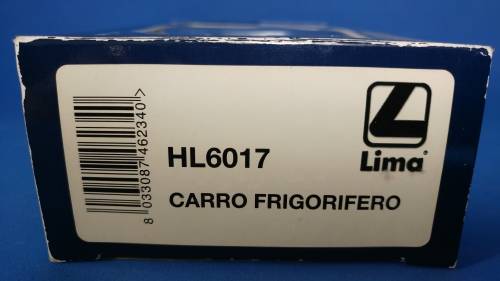 8 033087 462340 >
HL6017
Lima®
CARRO FRIGORIFERO